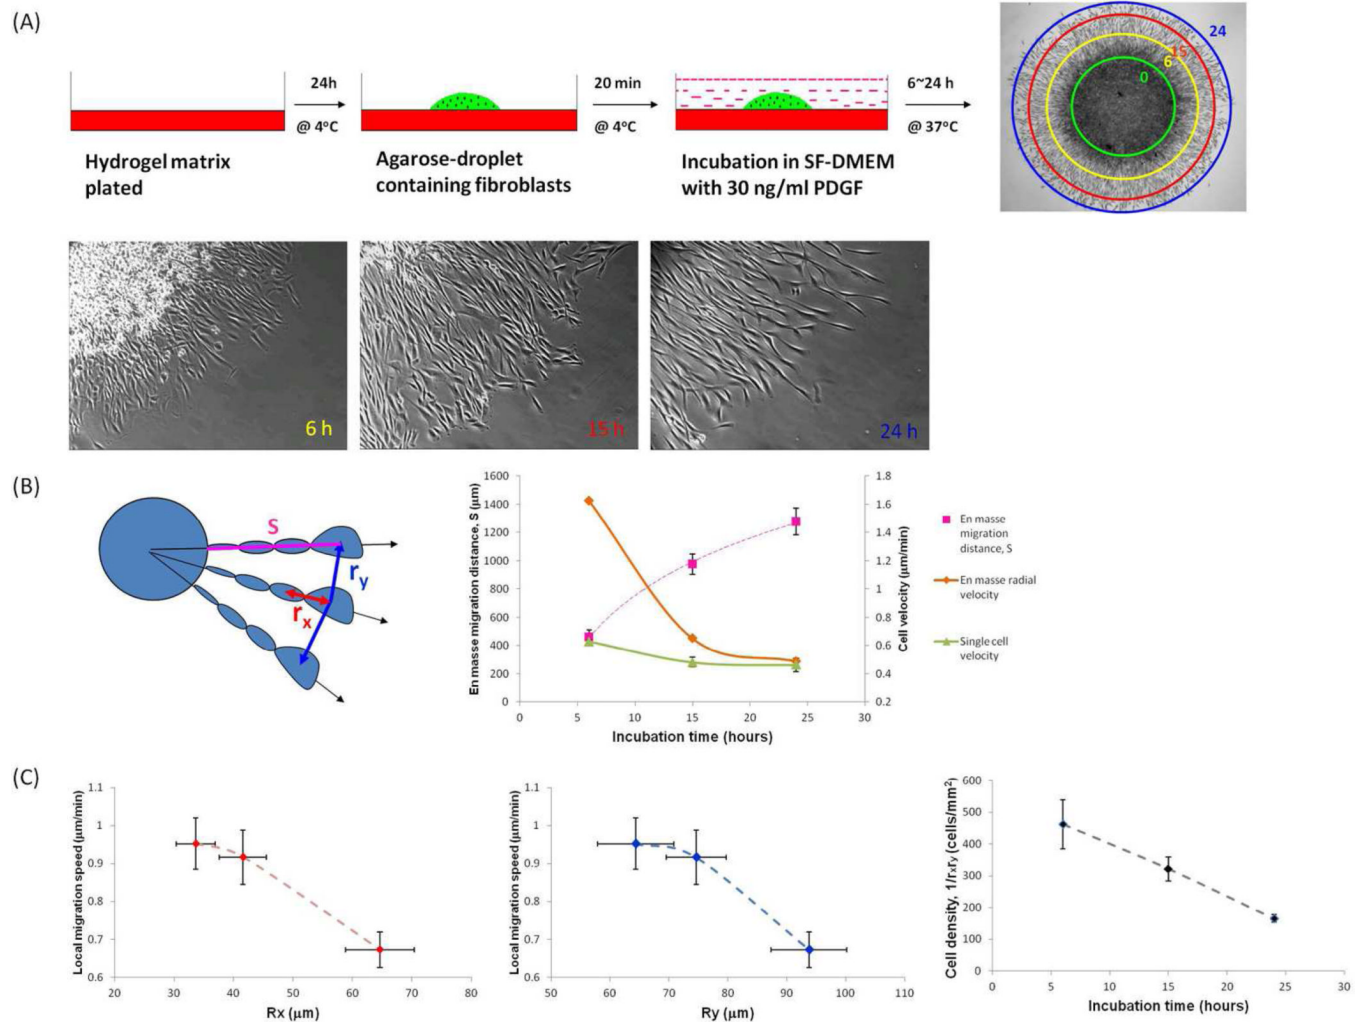 (A)
24h
@ 4°C
20 min
@ 4°C
6~24 h
@ 37°C
24
15
6
0
Hydrogel matrix
plated
Agarose-droplet
containing fibroblasts
Incubation in SF-DMEM
with 30 ng/ml PDGF
6 h
15 h
24 h
(B)
S
ry
rx
En masse migration distance, S (μm)
1600
1400
1200
1000
800
600
400
200
0
0 5 10 15 20 25 30
Incubation time (hours)
1.8
1.6
1.4
1.2
1
0.8
0.6
0.4
0.2
Cell velocity (μm/min)
En masse
migration
distance, S
En masse radial
velocity
Single cell
velocity
(C)
Local migration speed (μm/min)
1.1
1
0.9
0.8
0.7
0.6
20 30 40 50 60 70 80
Rx (μm)
Local migration speed (μm/min)
1.1
1
0.9
0.8
0.7
0.6
50 60 70 80 90 100 110
Ry (μm)
Cell density, 1/rxry (cells/mm²)
600
500
400
300
200
100
0
0 5 10 15 20 25 30
Incubation time (hours)